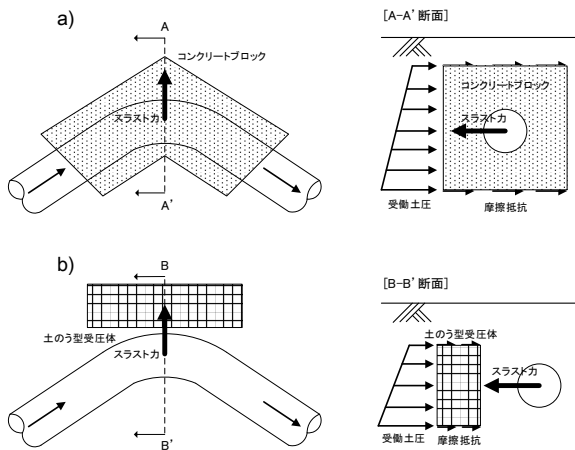 a)
A
コンクリートブロック
スラスト力
A'
[A-A' 断面]
コンクリートブロック
スラスト力
受働土圧
摩擦抵抗
b)
B
土のう型受圧体
スラスト力
B'
[B-B' 断面]
土のう型受圧体
スラスト力
受働土圧
摩擦抵抗